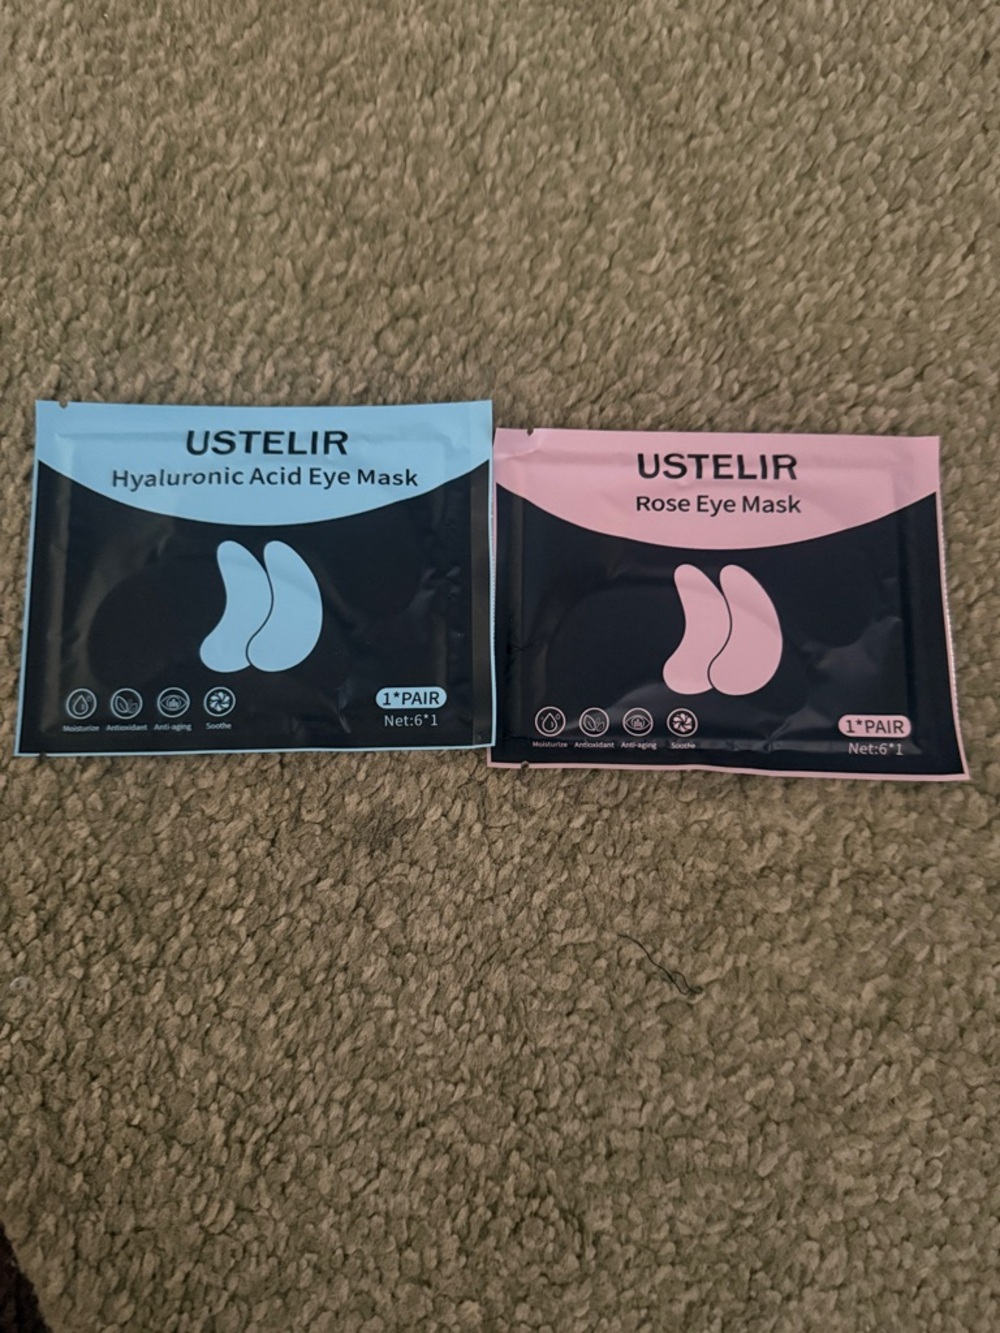 USTELIR
Hyaluronic Acid Eye Mask
Moisturize Antioxidant Anti-aging Soothe
1*PAIR
Net:6*1
USTELIR
Rose Eye Mask
Moisturize Antioxidant Anti-aging Soothe
1*PAIR
Net:6*1